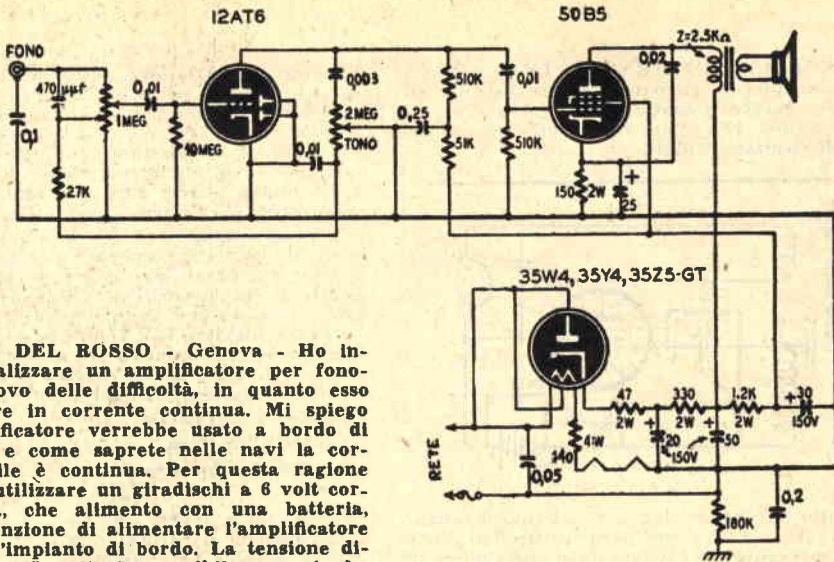 12AT6
50B5
FONO
470 µµf
0,01
1MEG
0,1
27K
10MEG
0,01
0,003
2MEG
TONO
0,25
510K
51K
0,01
510K
150 2W
25
0,02
Z=2.5KΩ
35W4, 35Y4, 35Z5-GT
RETE
0,05
140
4W
47
2W
330
2W
1.2K
2W
20
150V
50
30
150V
180K
0,2
DEL ROSSO - Genova - Ho in-
alizzare un amplificatore per fono-
ovo delle difficoltà, in quanto esso
re in corrente continua. Mi spiego
ificatore verrebbe usato a bordo di
e come saprete nelle navi la cor-
ile è continua. Per questa ragione
utilizzare un giradischi a 6 volt cor-
, che alimento con una batteria,
nzione di alimentare l'amplificatore
l'impianto di bordo. La tensione di-